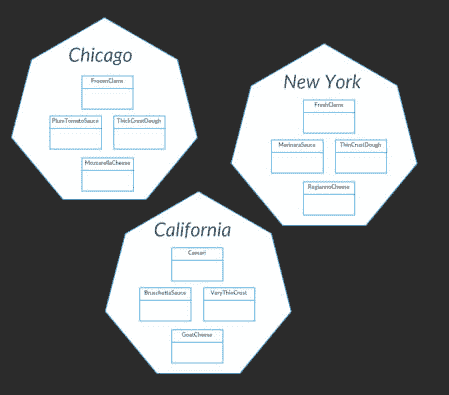 Chicago
FrozenClams
PlumTomatoSauce
ThickCrustDough
MozzarellaCheese
New York
FreshClams
MarinaraSauce
ThinCrustDough
ReggianoCheese
California
Calamari
BruschettaSauce
VeryThinCrust
GoatCheese